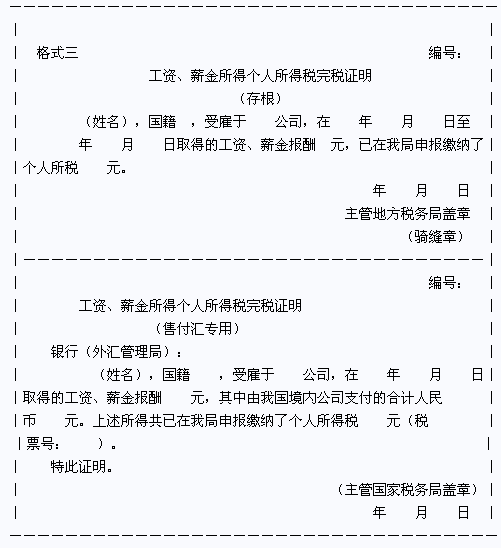 格式三 编号：
工资、薪金所得个人所得税完税证明
（存根）
（姓名），国籍 ，受雇于 公司，在 年 月 日至
年 月 日取得的工资、薪金报酬 元，已在我局申报缴纳了
个人所税 元。
年 月 日
主管地方税务局盖章
（骑缝章）
编号：
工资、薪金所得个人所得税完税证明
（售付汇专用）
银行（外汇管理局）：
（姓名），国籍 ，受雇于 公司，在 年 月 日
取得的工资、薪金报酬 元，其中由我国境内公司支付的合计人民
币 元。上述所得共已在我局申报缴纳了个人所得税 元（税
票号： ）。
特此证明。
（主管国家税务局盖章）
年 月 日